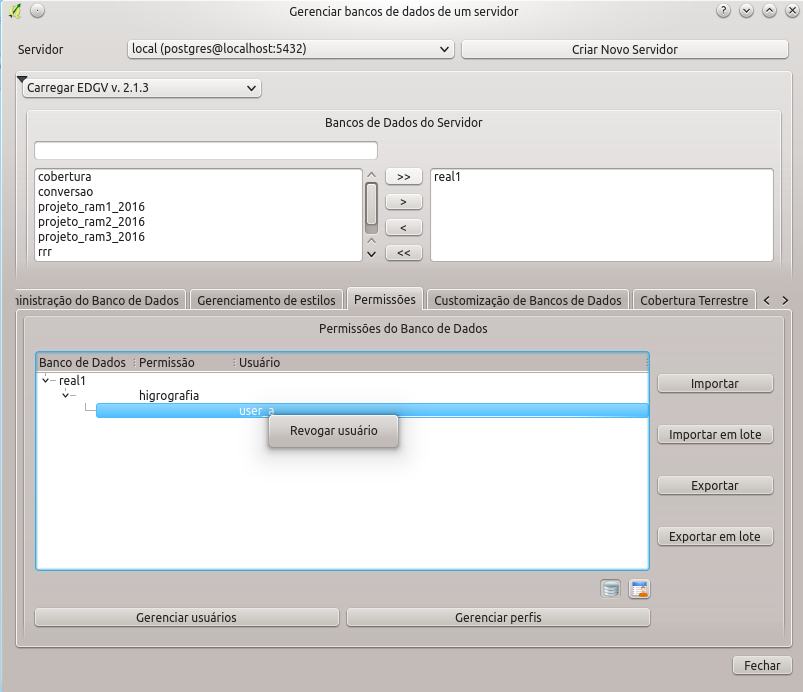 Gerenciar bancos de dados de um servidor
Servidor
local (postgres@localhost:5432)
Criar Novo Servidor
Carregar EDGV v. 2.1.3
Bancos de Dados do Servidor
cobertura
conversao
projeto_ram1_2016
projeto_ram2_2016
projeto_ram3_2016
rrr
>>
>
<
<<
real1
ninistração do Banco de Dados
Gerenciamento de estilos
Permissões
Customização de Bancos de Dados
Cobertura Terrestre
Permissões do Banco de Dados
Banco de Dados
Permissão
Usuário
real1
higrografia
user_a
Revogar usuário
Importar
Importar em lote
Exportar
Exportar em lote
Gerenciar usuários
Gerenciar perfis
Fechar